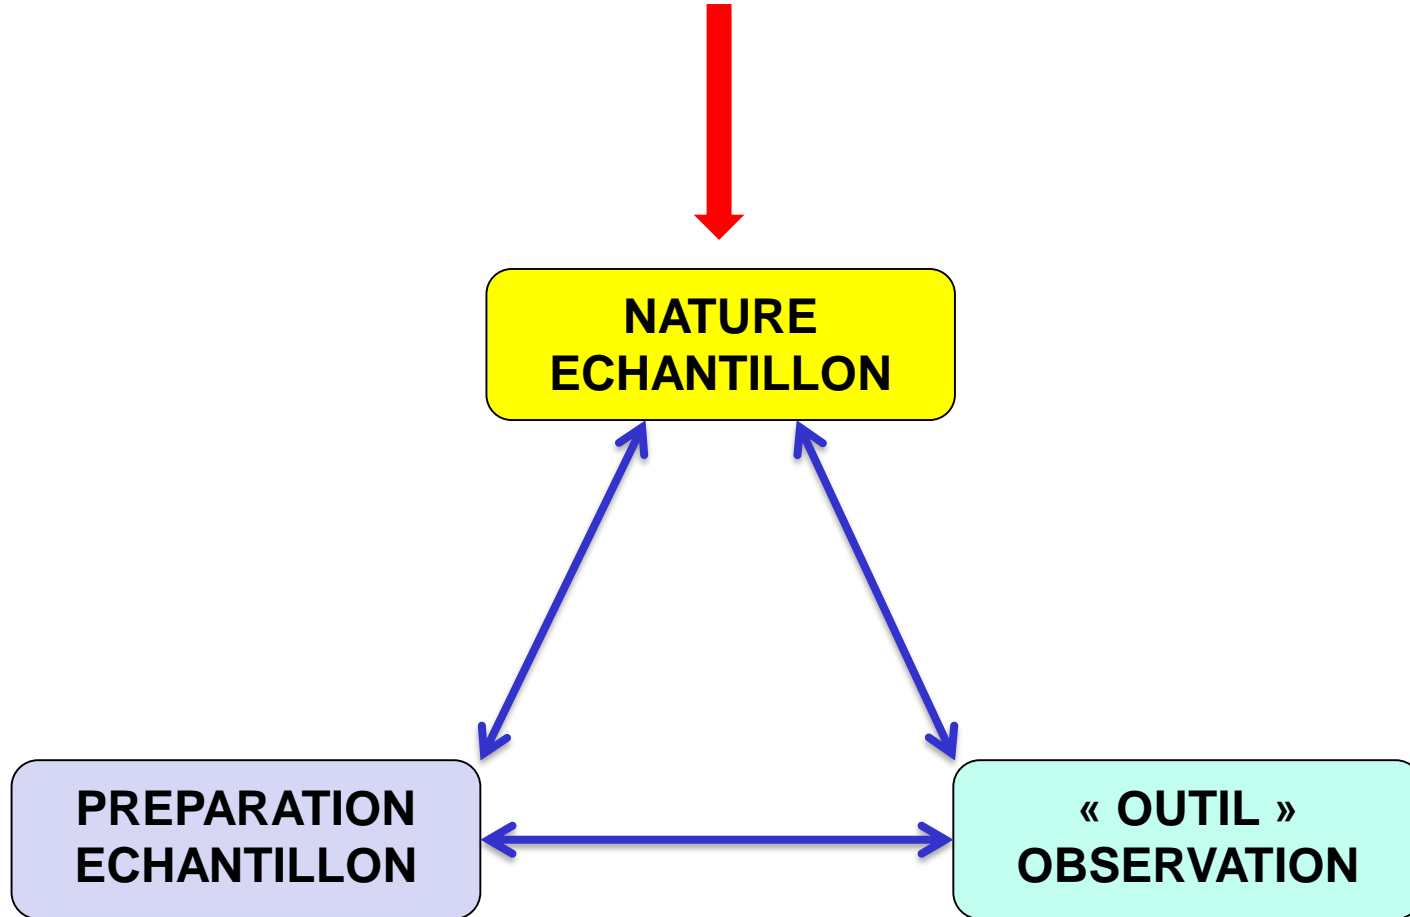 NATURE
ECHANTILLON
PREPARATION
ECHANTILLON
« OUTIL »
OBSERVATION